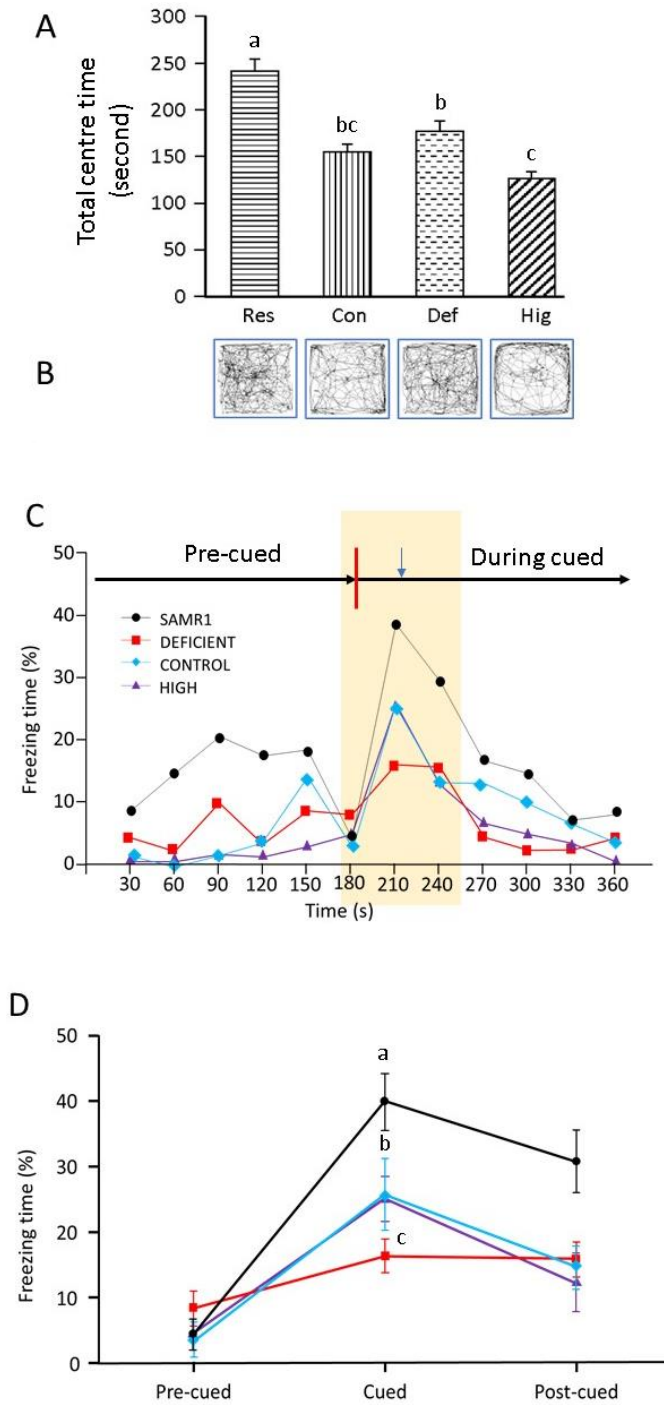 A
Total centre time
(second)
300
250
200
150
100
50
0
a
bc
b
c
Res Con Def Hig
B
C
Freezing time (%)
50
40
30
20
10
0
Pre-cued During cued
SAMR1
DEFICIENT
CONTROL
HIGH
30 60 90 120 150 180 210 240 270 300 330 360
Time (s)
D
Freezing time (%)
50
40
30
20
10
0
a
b
c
Pre-cued Cued Post-cued